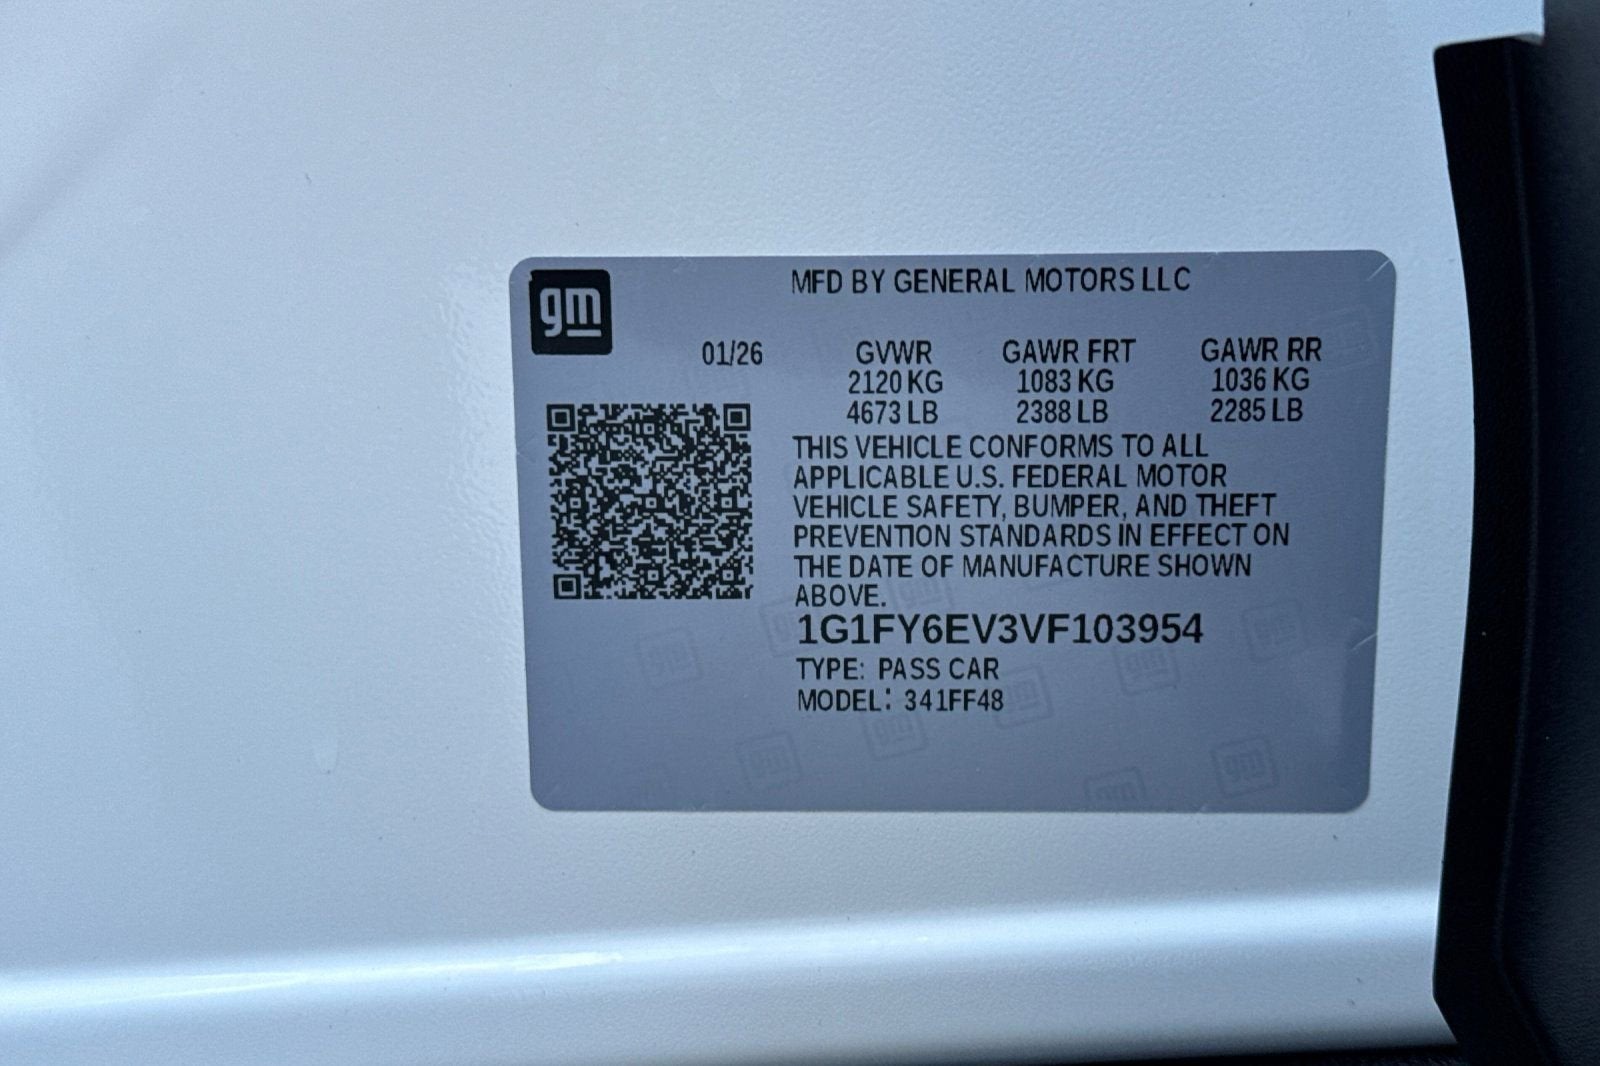 gm
MFD BY GENERAL MOTORS LLC
01/26 GVWR GAWR FRT GAWR RR
2120 KG 1083 KG 1036 KG
4673 LB 2388 LB 2285 LB
THIS VEHICLE CONFORMS TO ALL
APPLICABLE U.S. FEDERAL MOTOR
VEHICLE SAFETY, BUMPER, AND THEFT
PREVENTION STANDARDS IN EFFECT ON
THE DATE OF MANUFACTURE SHOWN
ABOVE.
1G1FY6EV3VF103954
TYPE: PASS CAR
MODEL: 341FF48